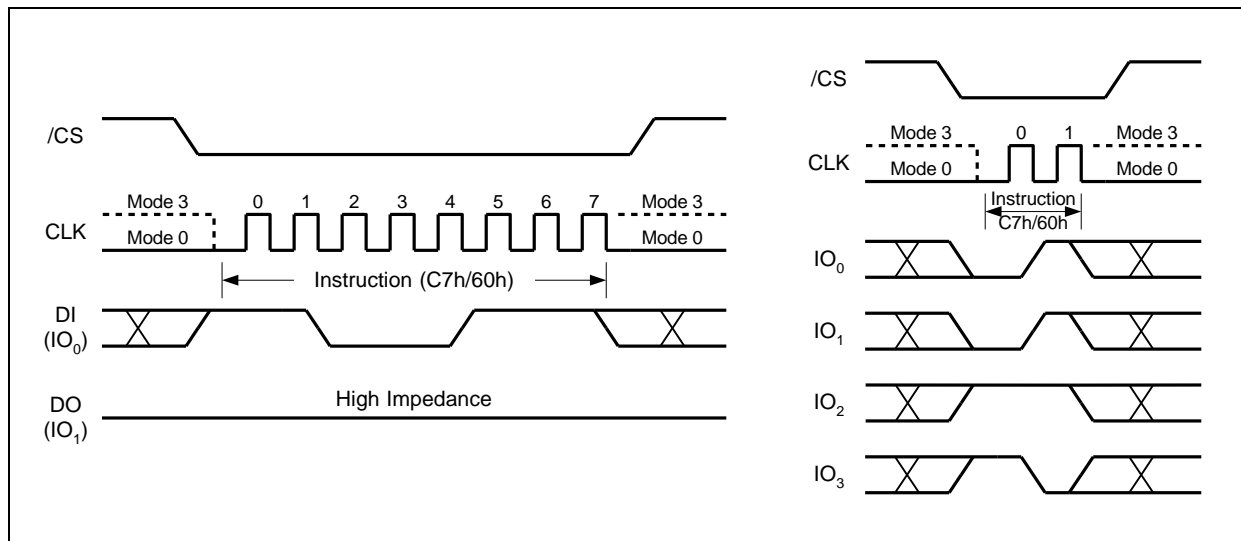 /CS
Mode 3
0 1 2 3 4 5 6 7
Mode 3
CLK
Mode 0
Mode 0
Instruction (C7h/60h)
DI
(IO0)
High Impedance
DO
(IO1)
/CS
Mode 3
0 1
Mode 3
CLK
Mode 0
Mode 0
Instruction
C7h/60h
IO0
IO1
IO2
IO3